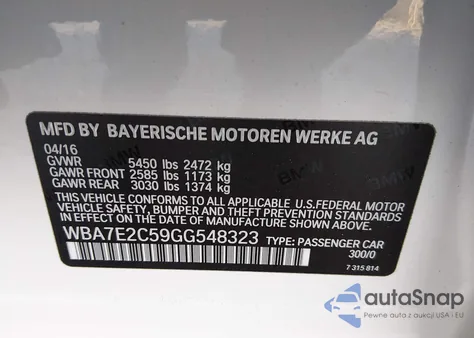 MFD BY BAYERISCHE MOTOREN WERKE AG
04/16
GVWR 5450 lbs 2472 kg
GAWR FRONT 2585 lbs 1173 kg
GAWR REAR 3030 lbs 1374 kg
THIS VEHICLE CONFORMS TO ALL APPLICABLE U.S.FEDERAL MOTOR
VEHICLE SAFETY, BUMPER AND THEFT PREVENTION STANDARDS
IN EFFECT ON THE DATE OF MANUFACTURE SHOWN ABOVE.
WBA7E2C59GG548323 TYPE: PASSENGER CAR
300/0
7 315 814
autoSnap
Pewne auto z aukcji USA i EU